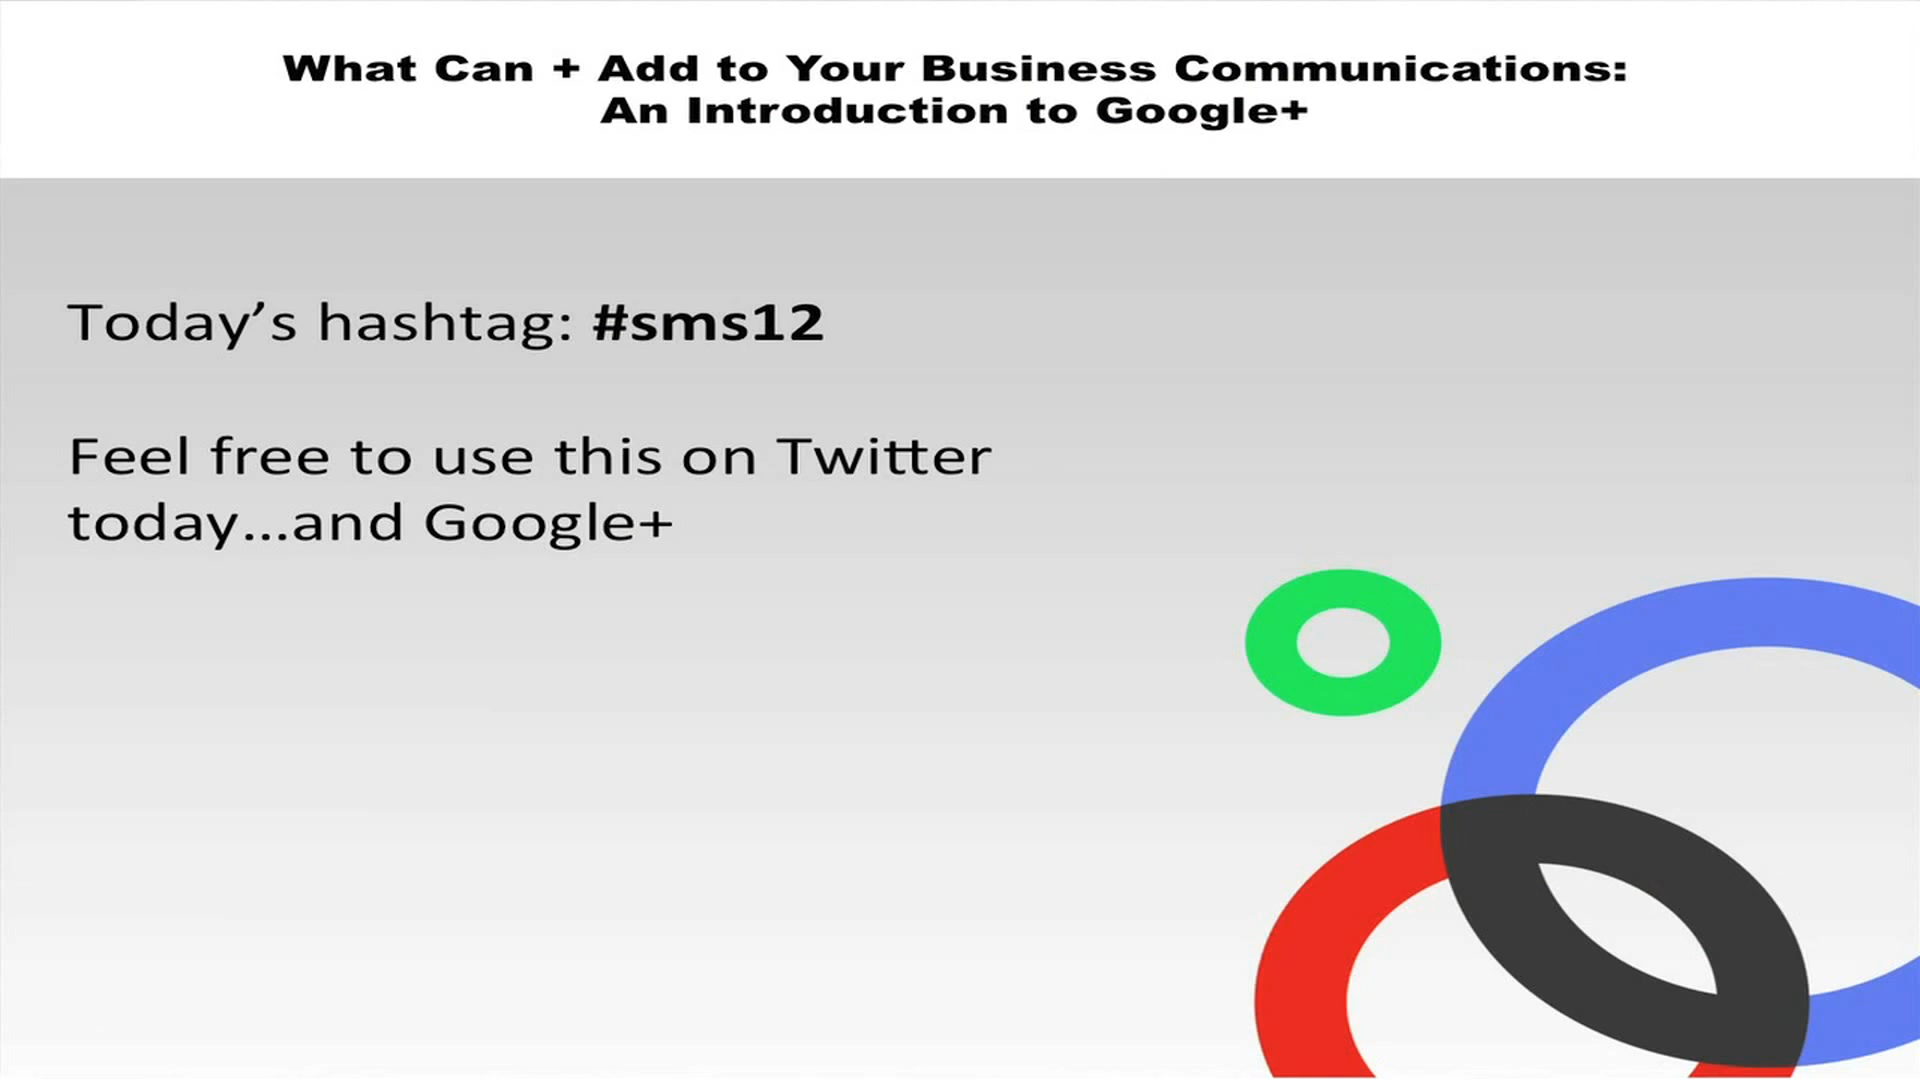 What Can + Add to Your Business Communications:
An Introduction to Google+
Today’s hashtag: #sms12
Feel free to use this on Twitter
today...and Google+